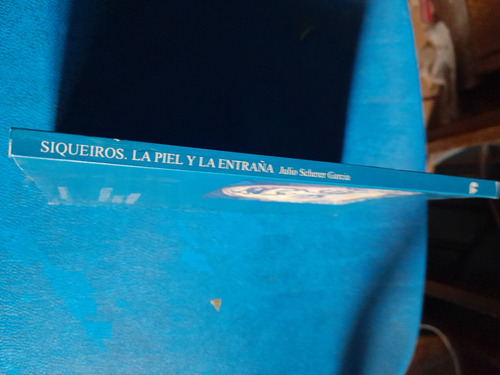 SIQUEIROS. LA PIEL Y LA ENTRAÑA Julio Scherer García